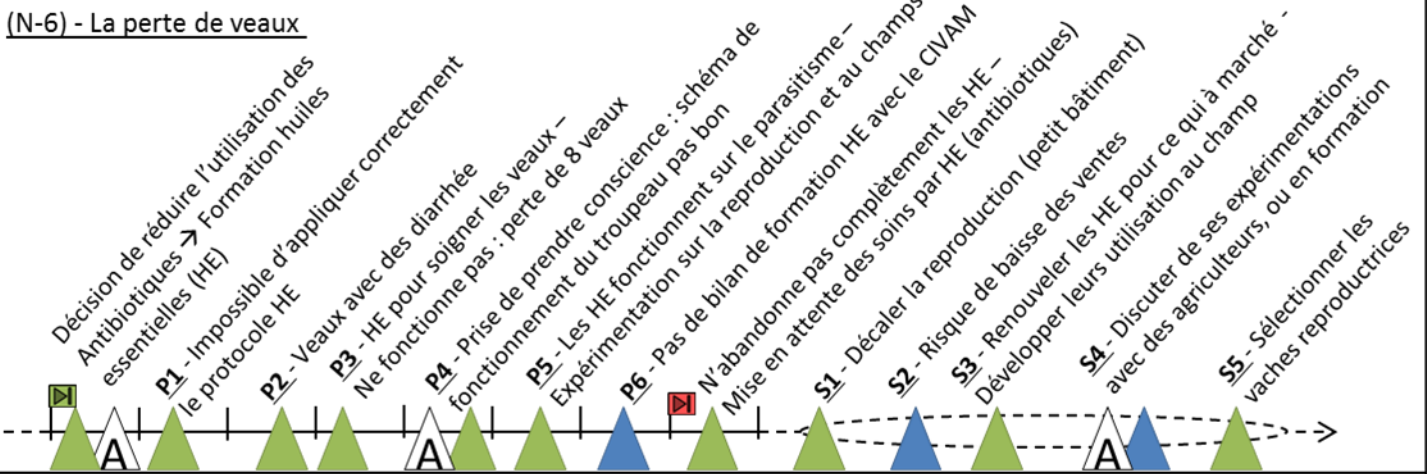 (N-6) - La perte de veaux
Décision de réduire l'utilisation des
Antibiotiques → Formation huiles
essentielles (HE)
P1 - Impossible d'appliquer correctement
le protocole HE
P2 - Veaux avec des diarrhée
P3 - HE pour soigner les veaux –
Ne fonctionne pas : perte de 8 veaux
P4 - Prise de prendre conscience : schéma de
fonctionnement du troupeau pas bon
P5 - Les HE fonctionnent sur le parasitisme –
Expérimentation sur la reproduction et au champs
P6 - Pas de bilan de formation HE avec le CIVAM
N'abandonne pas complètement les HE –
Mise en attente des soins par HE (antibiotiques)
S1 - Décaler la reproduction (petit bâtiment)
S2 - Risque de baisse des ventes
S3 - Renouveler les HE pour ce qui à marché -
Développer leurs utilisation au champ
S4 - Discuter de ses expérimentations
avec des agriculteurs, ou en formation
S5 - Sélectionner les
vaches reproductrices
A
A
A